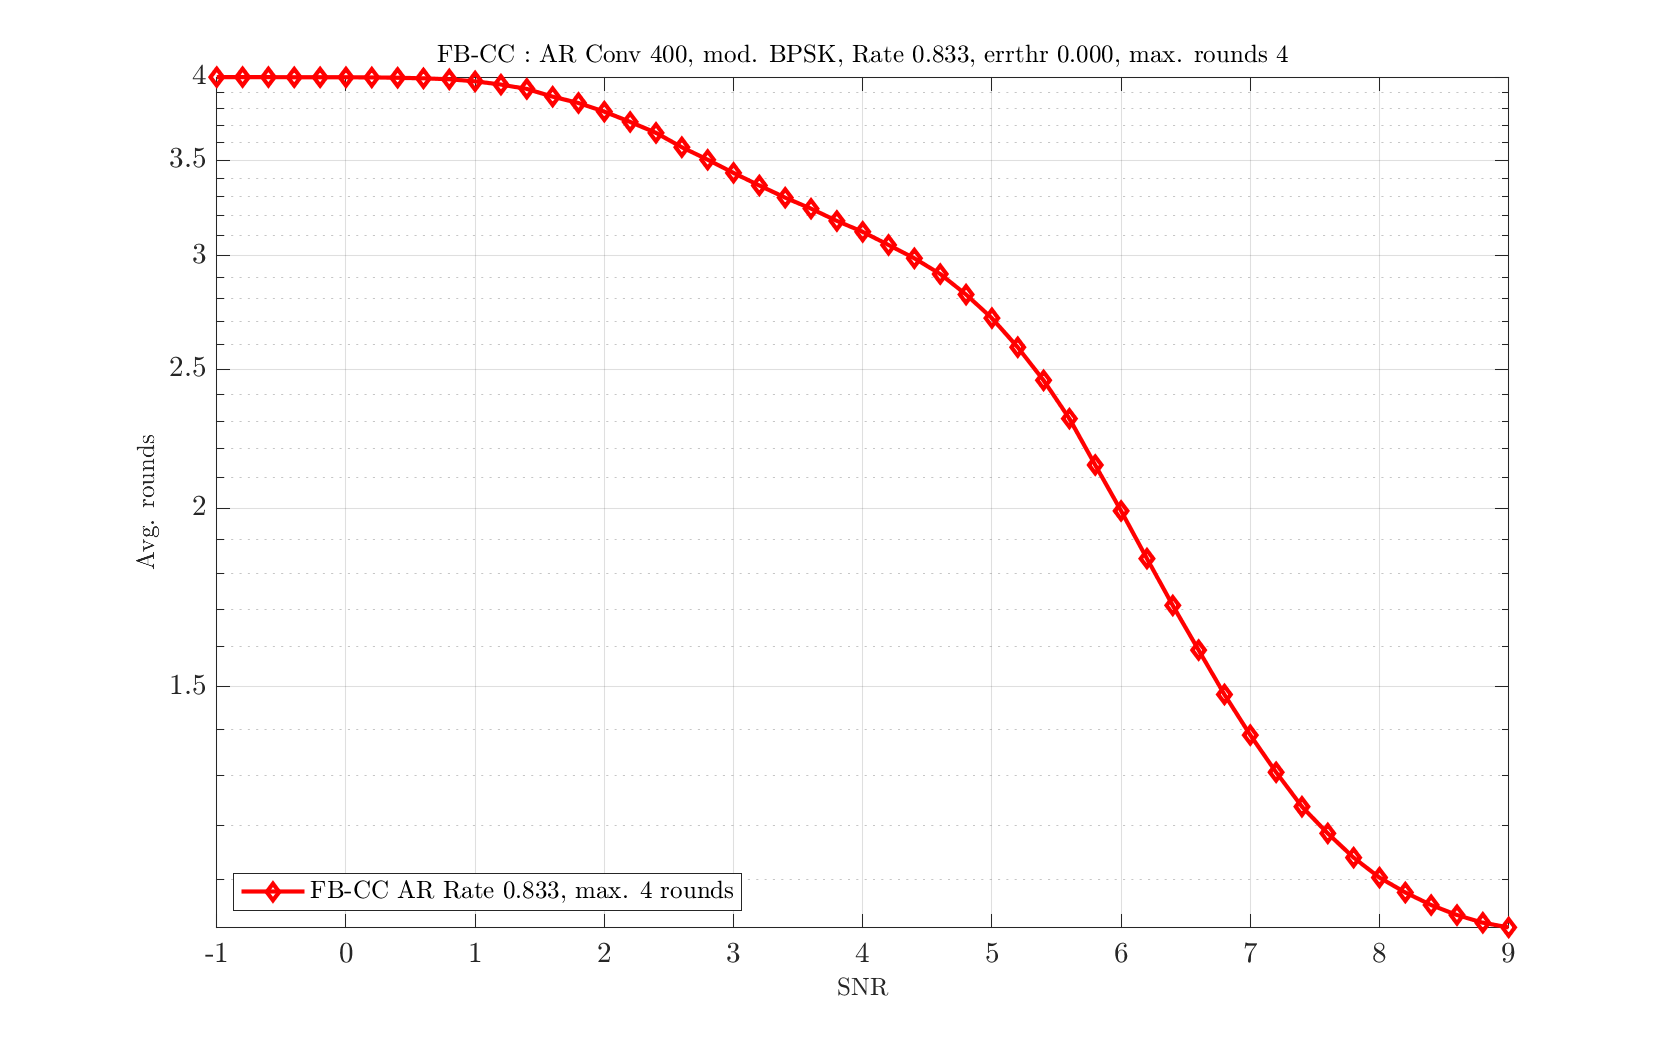 FB-CC : AR Conv 400, mod. BPSK, Rate 0.833, errthr 0.000, max. rounds 4
4
3.5
3
2.5
2
1.5
Avg. rounds
FB-CC AR Rate 0.833, max. 4 rounds
-1 0 1 2 3 4 5 6 7 8 9
SNR